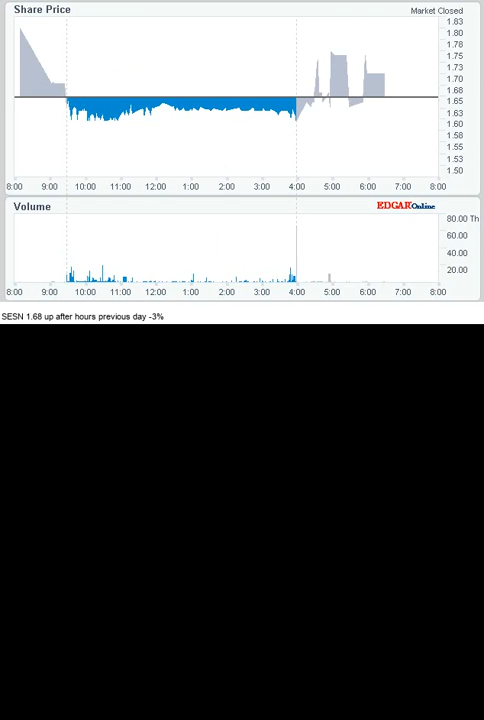 Share Price
Market Closed
1.83
1.80
1.78
1.75
1.73
1.70
1.68
1.65
1.63
1.60
1.58
1.55
1.53
1.50
8:00 9:00 10:00 11:00 12:00 1:00 2:00 3:00 4:00 5:00 6:00 7:00 8:00
Volume
EDGAROnline
80.00 Th
60.00
40.00
20.00
8:00 9:00 10:00 11:00 12:00 1:00 2:00 3:00 4:00 5:00 6:00 7:00 8:00
SESN 1.68 up after hours previous day -3%